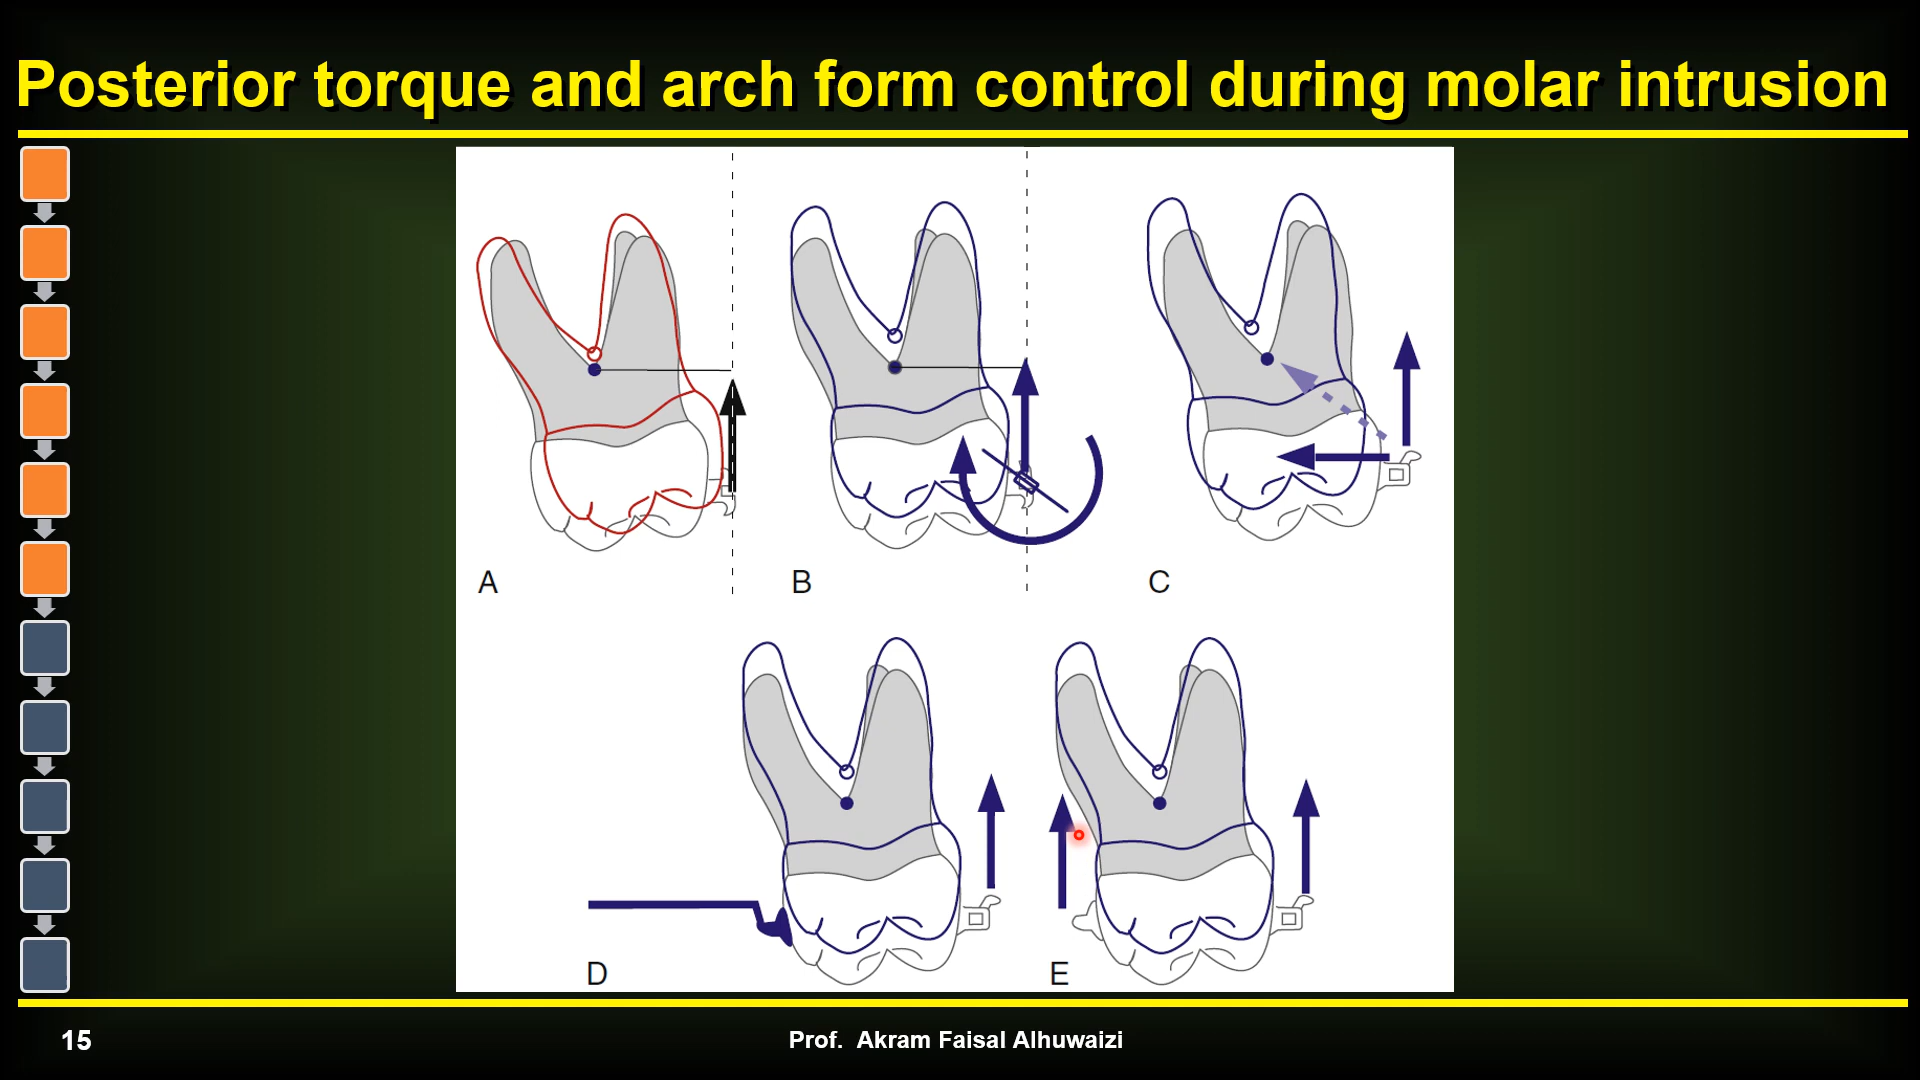 Posterior torque and arch form control during molar intrusion
A
B
C
D
E
15
Prof. Akram Faisal Alhuwaizi